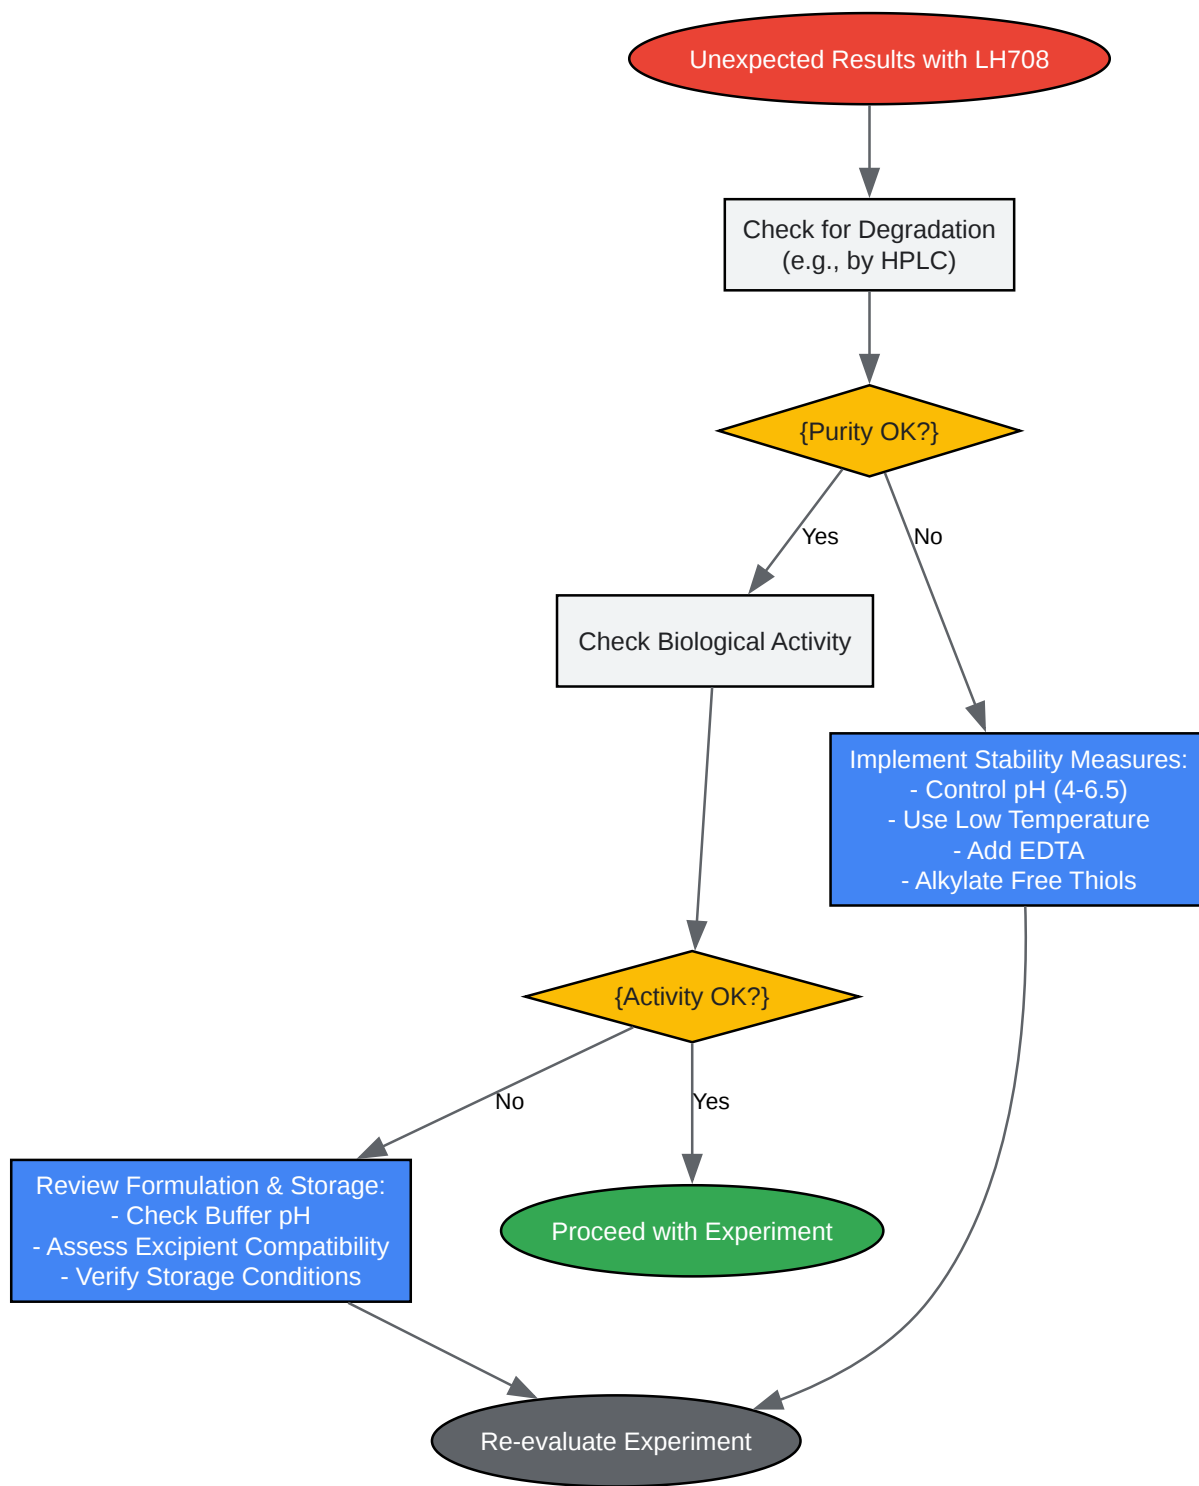 Unexpected Results with LH708
Check for Degradation
(e.g., by HPLC)
{Purity OK?}
Yes
No
Check Biological Activity
Implement Stability Measures:
- Control pH (4-6.5)
- Use Low Temperature
- Add EDTA
- Alkylate Free Thiols
{Activity OK?}
No
Yes
Review Formulation & Storage:
- Check Buffer pH
- Assess Excipient Compatibility
- Verify Storage Conditions
Proceed with Experiment
Re-evaluate Experiment